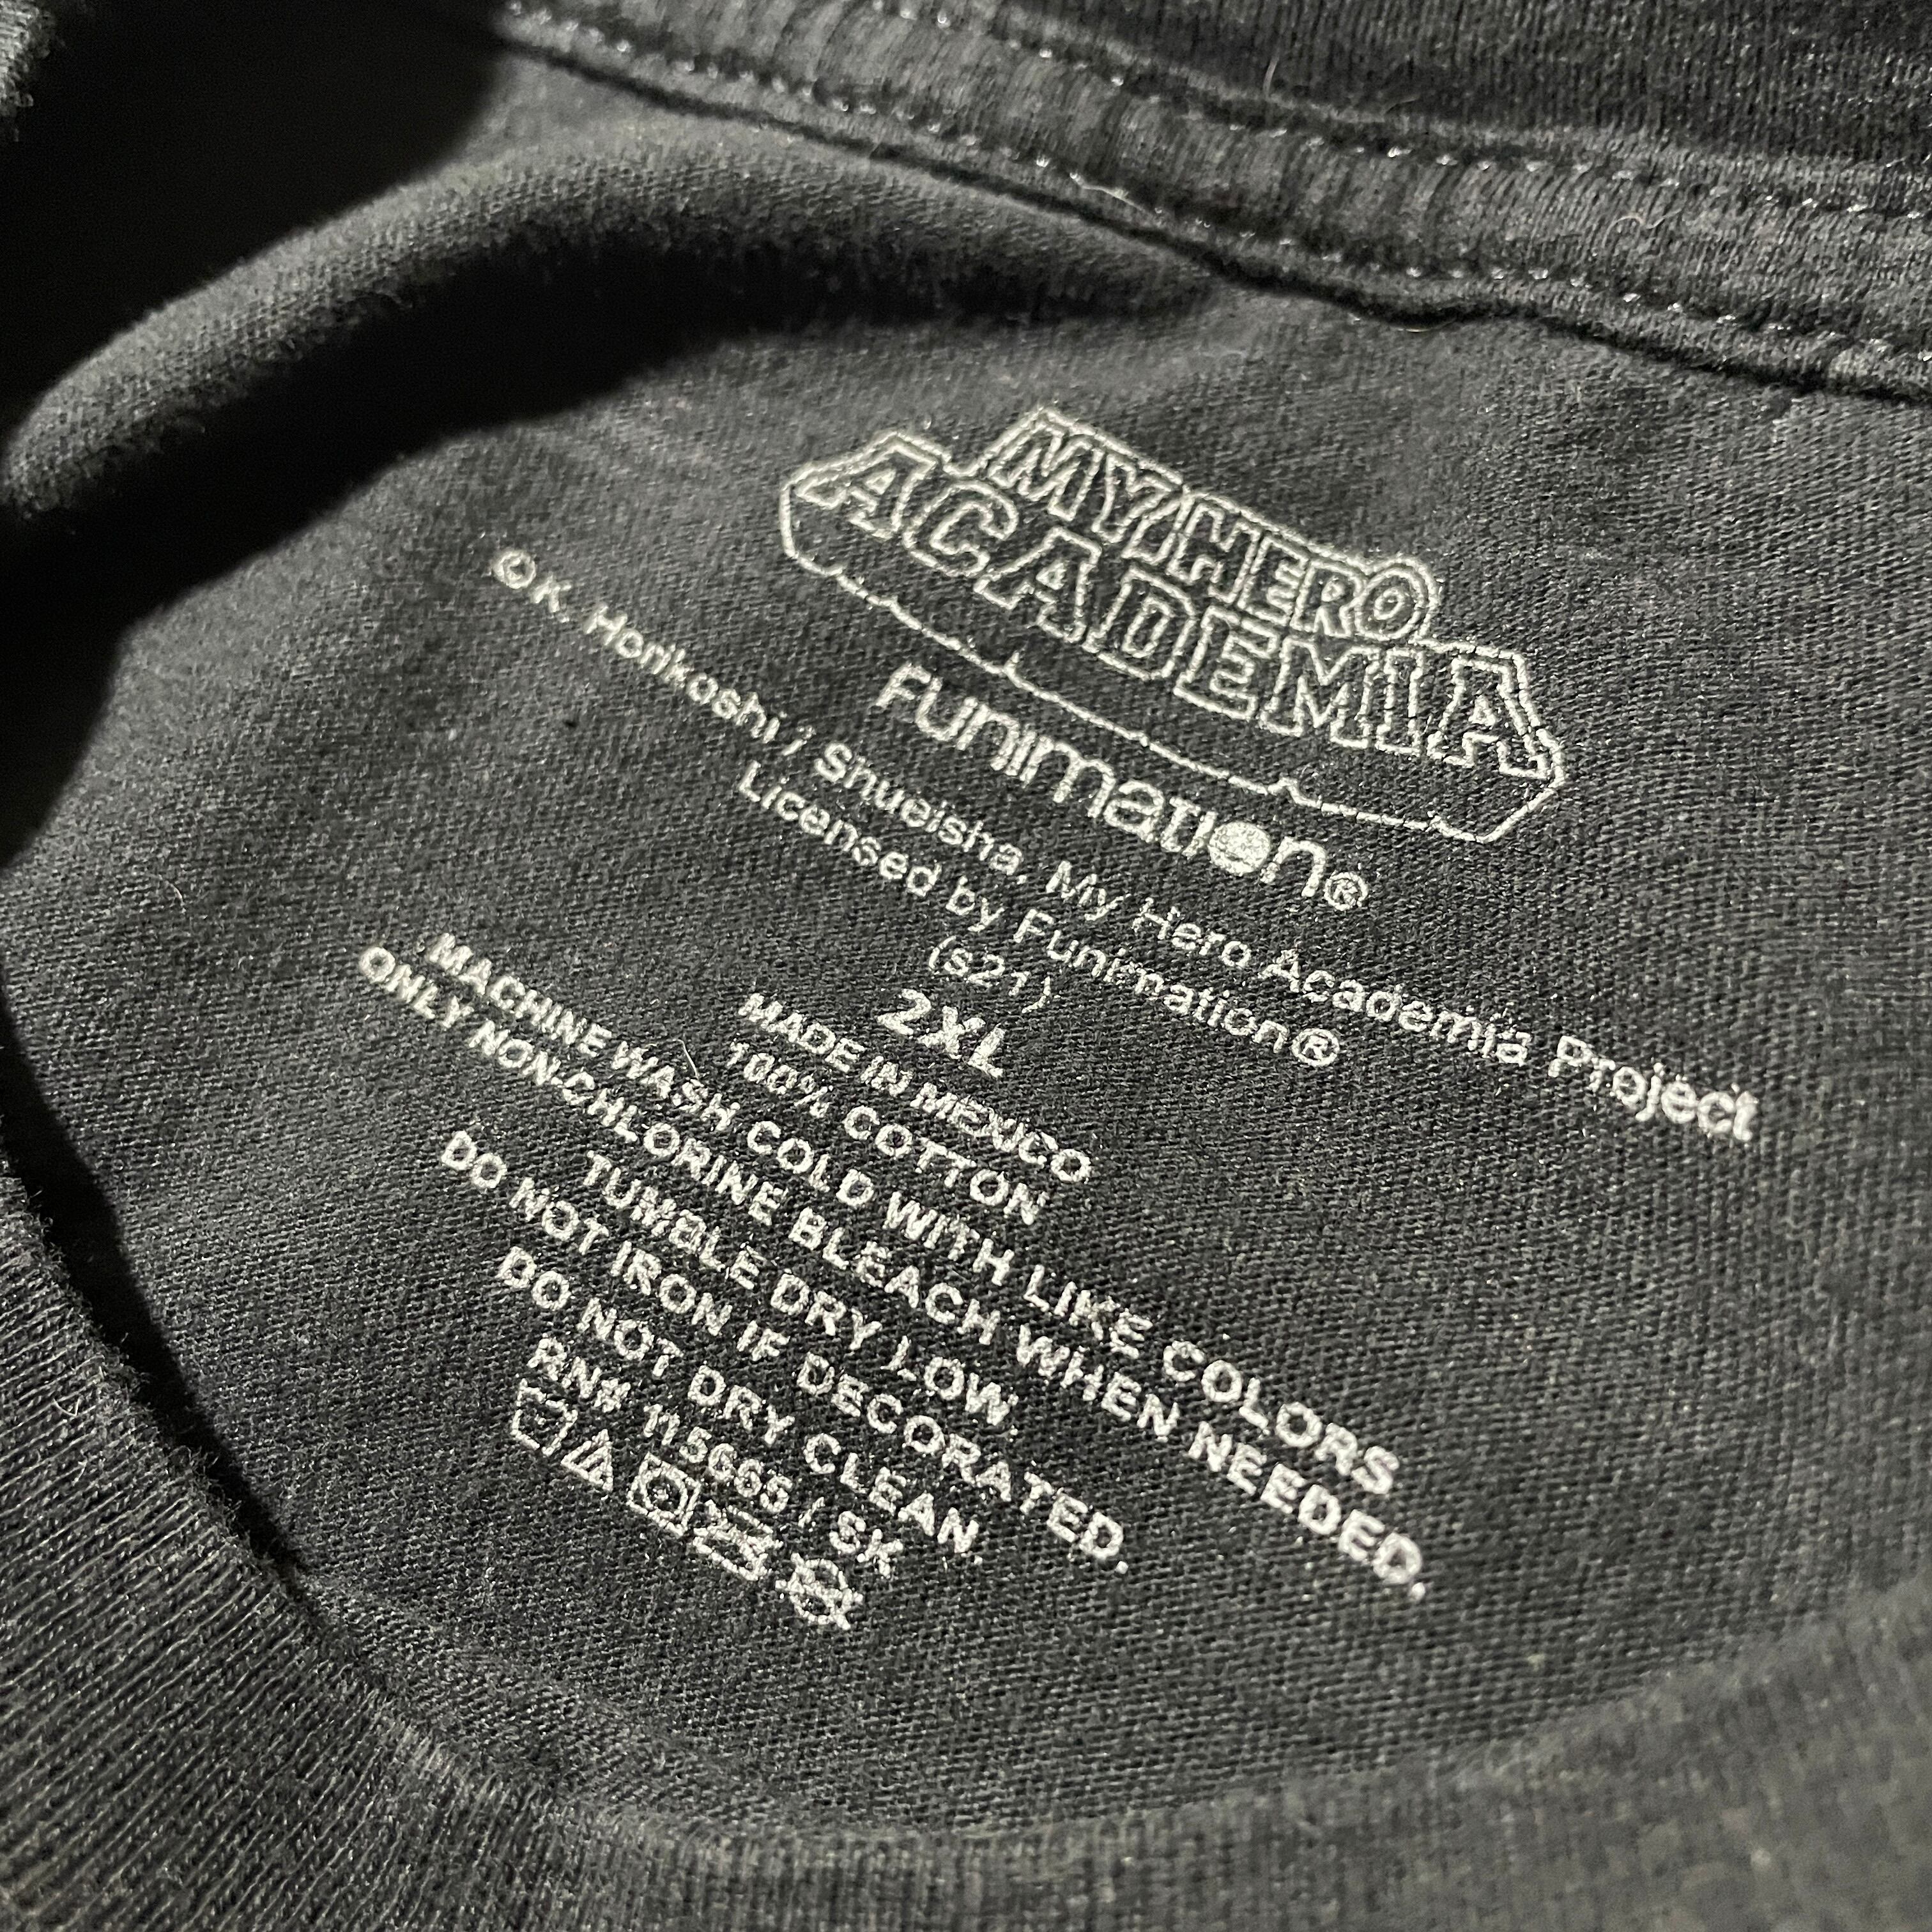 MY HERO
ACADEMIA
Funimation®
©K. Horikoshi / Shueisha, My Hero Academia Project
Licensed by Funimation®
(s21)
2XL
MADE IN MEXICO
100% COTTON
MACHINE WASH COLD WITH LIKE COLORS
ONLY NON-CHLORINE BLEACH WHEN NEEDED.
TUMBLE DRY LOW
DO NOT IRON IF DECORATED.
DO NOT DRY CLEAN.
RN# 115665 / SK